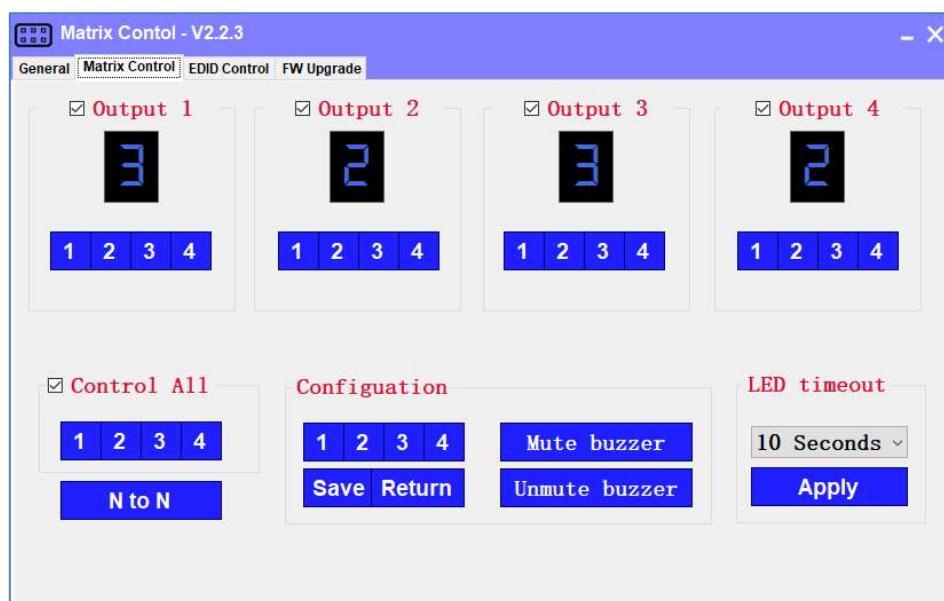 Matrix Contol - V2.2.3
General Matrix Control EDID Control FW Upgrade
Output 1 Output 2 Output 3 Output 4
3 2 3 2
1 2 3 4 1 2 3 4 1 2 3 4 1 2 3 4
Control All Configuation LED timeout
1 2 3 4 1 2 3 4 Mute buzzer 10 Seconds
N to N Save Return Unmute buzzer Apply